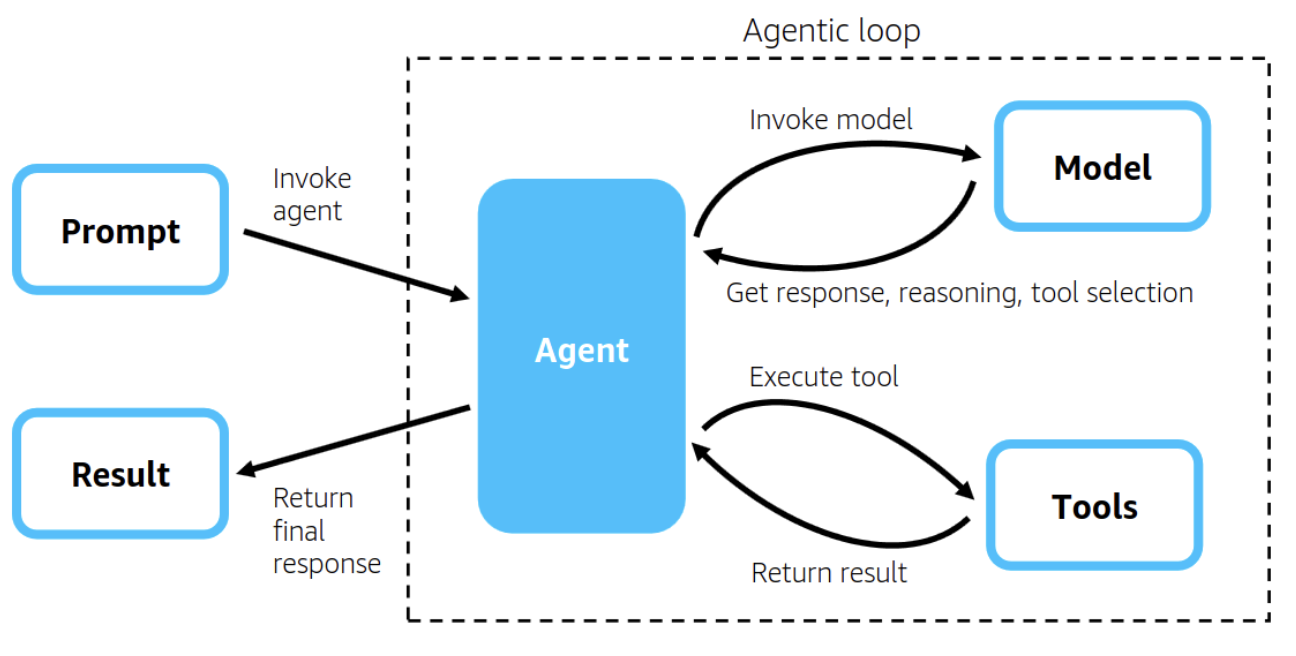 Agentic loop
Invoke model
Model
Invoke
agent
Prompt
Get response, reasoning, tool selection
Agent
Execute tool
Result
Return
final
response
Tools
Return result